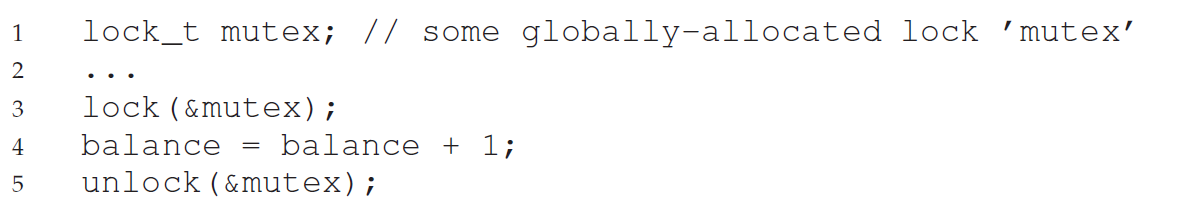 1 lock_t mutex; // some globally-allocated lock ’mutex’
2 ...
3 lock(&mutex);
4 balance = balance + 1;
5 unlock(&mutex);